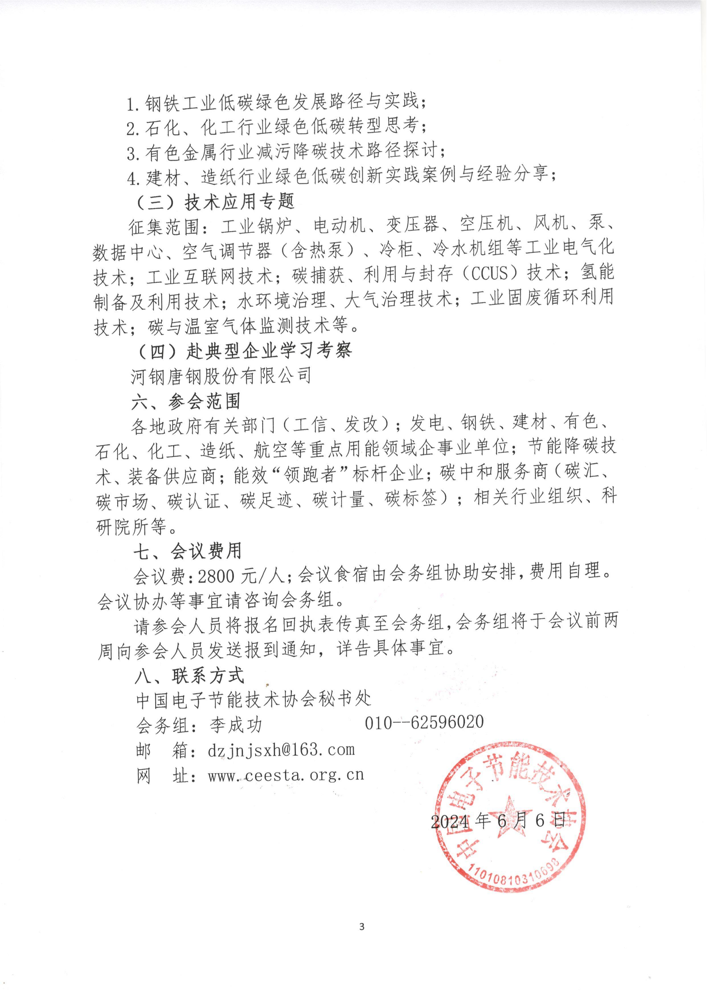 1.钢铁工业低碳绿色发展路径与实践；
2.石化、化工行业绿色低碳转型思考；
3.有色金属行业减污降碳技术路径探讨；
4.建材、造纸行业绿色低碳创新实践案例与经验分享；
（三）技术应用专题
征集范围：工业锅炉、电动机、变压器、空压机、风机、泵、
数据中心、空气调节器（含热泵）、冷柜、冷水机组等工业电气化
技术；工业互联网技术；碳捕获、利用与封存（CCUS）技术；氢能
制备及利用技术；水环境治理、大气治理技术；工业固废循环利用
技术；碳与温室气体监测技术等。
（四）赴典型企业学习考察
河钢唐钢股份有限公司
六、参会范围
各地政府有关部门（工信、发改）；发电、钢铁、建材、有色、
石化、化工、造纸、航空等重点用能领域企事业单位；节能降碳技
术、装备供应商；能效“领跑者”标杆企业；碳中和服务商（碳汇、
碳市场、碳认证、碳足迹、碳计量、碳标签）；相关行业组织、科
研院所等。
七、会议费用
会议费：2800 元/人；会议食宿由会务组协助安排，费用自理。
会议协办等事宜请咨询会务组。
请参会人员将报名回执表传真至会务组，会务组将于会议前两
周向参会人员发送报到通知，详告具体事宜。
八、联系方式
中国电子节能技术协会秘书处
会务组：李成功 010--62596020
邮 箱：dzjnjsxh@163.com
网 址：www.ceesta.org.cn
中国电子节能技术协会
2024 年 6 月 6 日
11010810310698
3